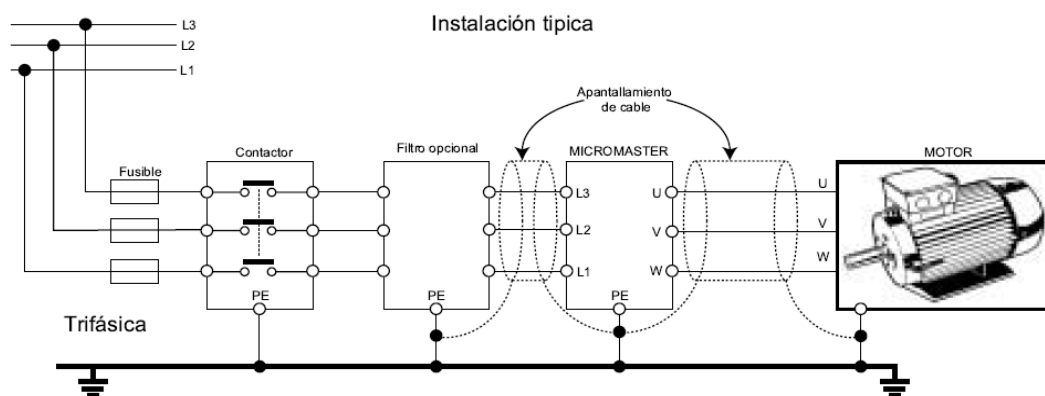 Instalación tipica
L3
L2
L1
Apantallamiento
de cable
Fusible
Contactor
Filtro opcional
MICROMASTER
MOTOR
L3
U
U
L2
V
V
L1
W
W
PE
PE
PE
Trifásica